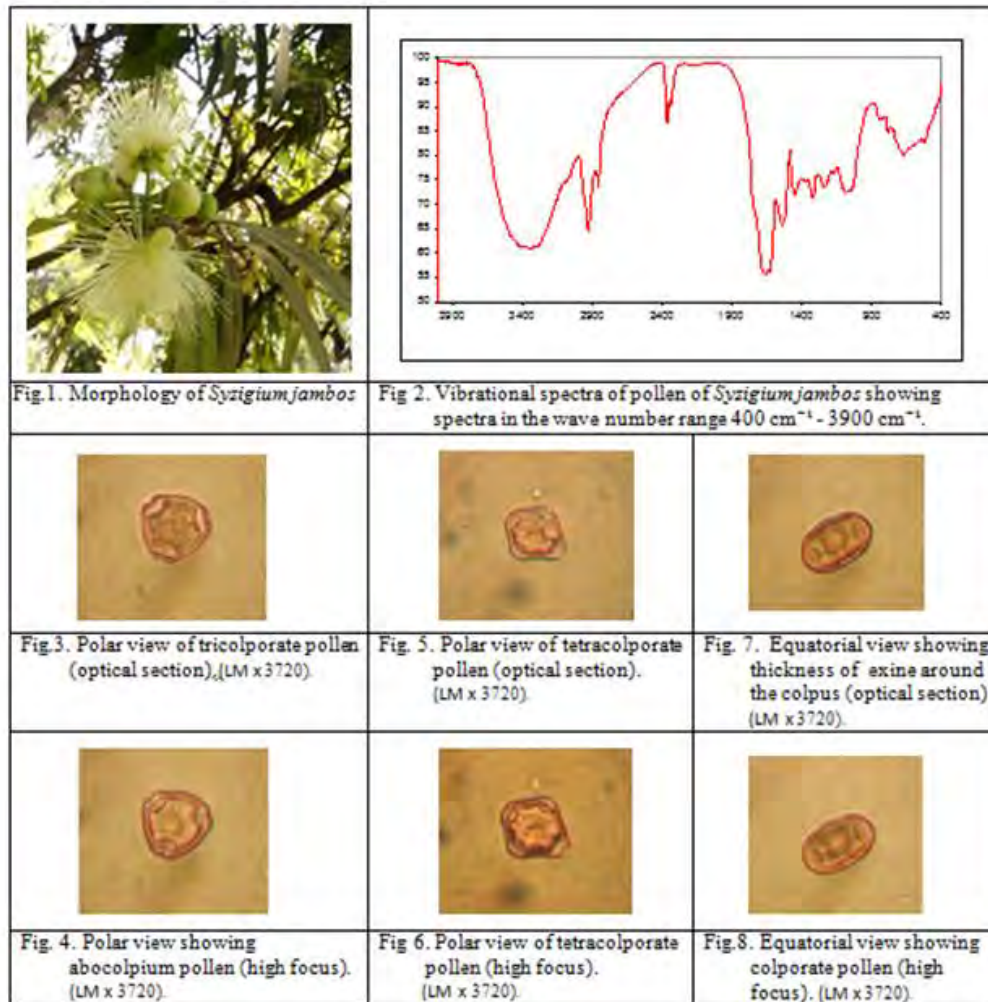 100
95
90
85
80
75
70
65
60
55
50
3900 3400 2900 2400 1900 1400 900 400
Fig.1. Morphology of Syzigium jambos
Fig 2. Vibrational spectra of pollen of Syzigium jambos showing
spectra in the wave number range 400 cm⁻¹ - 3900 cm⁻¹.
Fig.3. Polar view of tricolporate pollen
(optical section),(LM x 3720).
Fig. 5. Polar view of tetracolporate
pollen (optical section).
(LM x 3720).
Fig. 7. Equatorial view showing
thickness of exine around
the colpus (optical section)
(LM x 3720).
Fig. 4. Polar view showing
abocolpium pollen (high focus).
(LM x 3720).
Fig 6. Polar view of tetracolporate
pollen (high focus).
(LM x 3720).
Fig.8. Equatorial view showing
colporate pollen (high
focus). (LM x 3720).